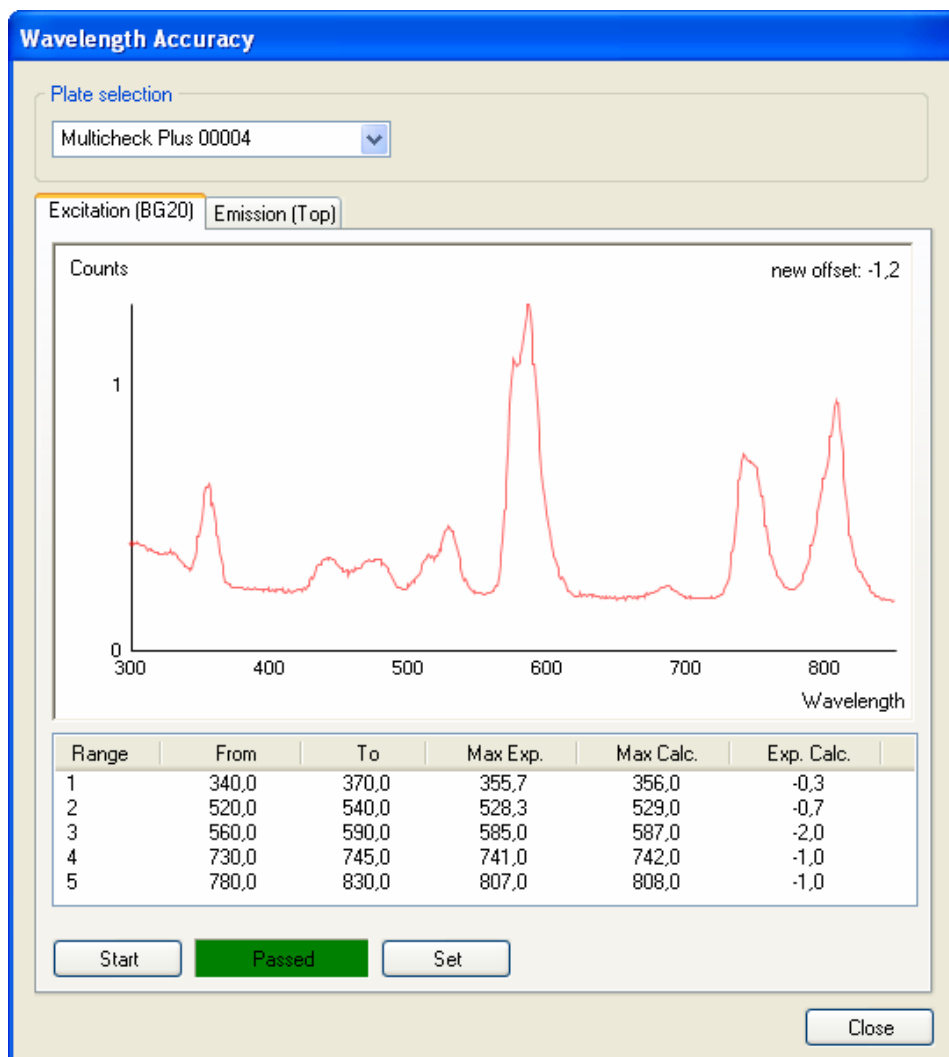 Wavelength Accuracy
Plate selection
Multicheck Plus 00004
Excitation (BG20) Emission (Top)
Counts new offset: -1,2
1
0
300 400 500 600 700 800
Wavelength
Range From To Max Exp. Max Calc. Exp. Calc.
1 340,0 370,0 355,7 356,0 -0,3
2 520,0 540,0 528,3 529,0 -0,7
3 560,0 590,0 585,0 587,0 -2,0
4 730,0 745,0 741,0 742,0 -1,0
5 780,0 830,0 807,0 808,0 -1,0
Start Passed Set
Close